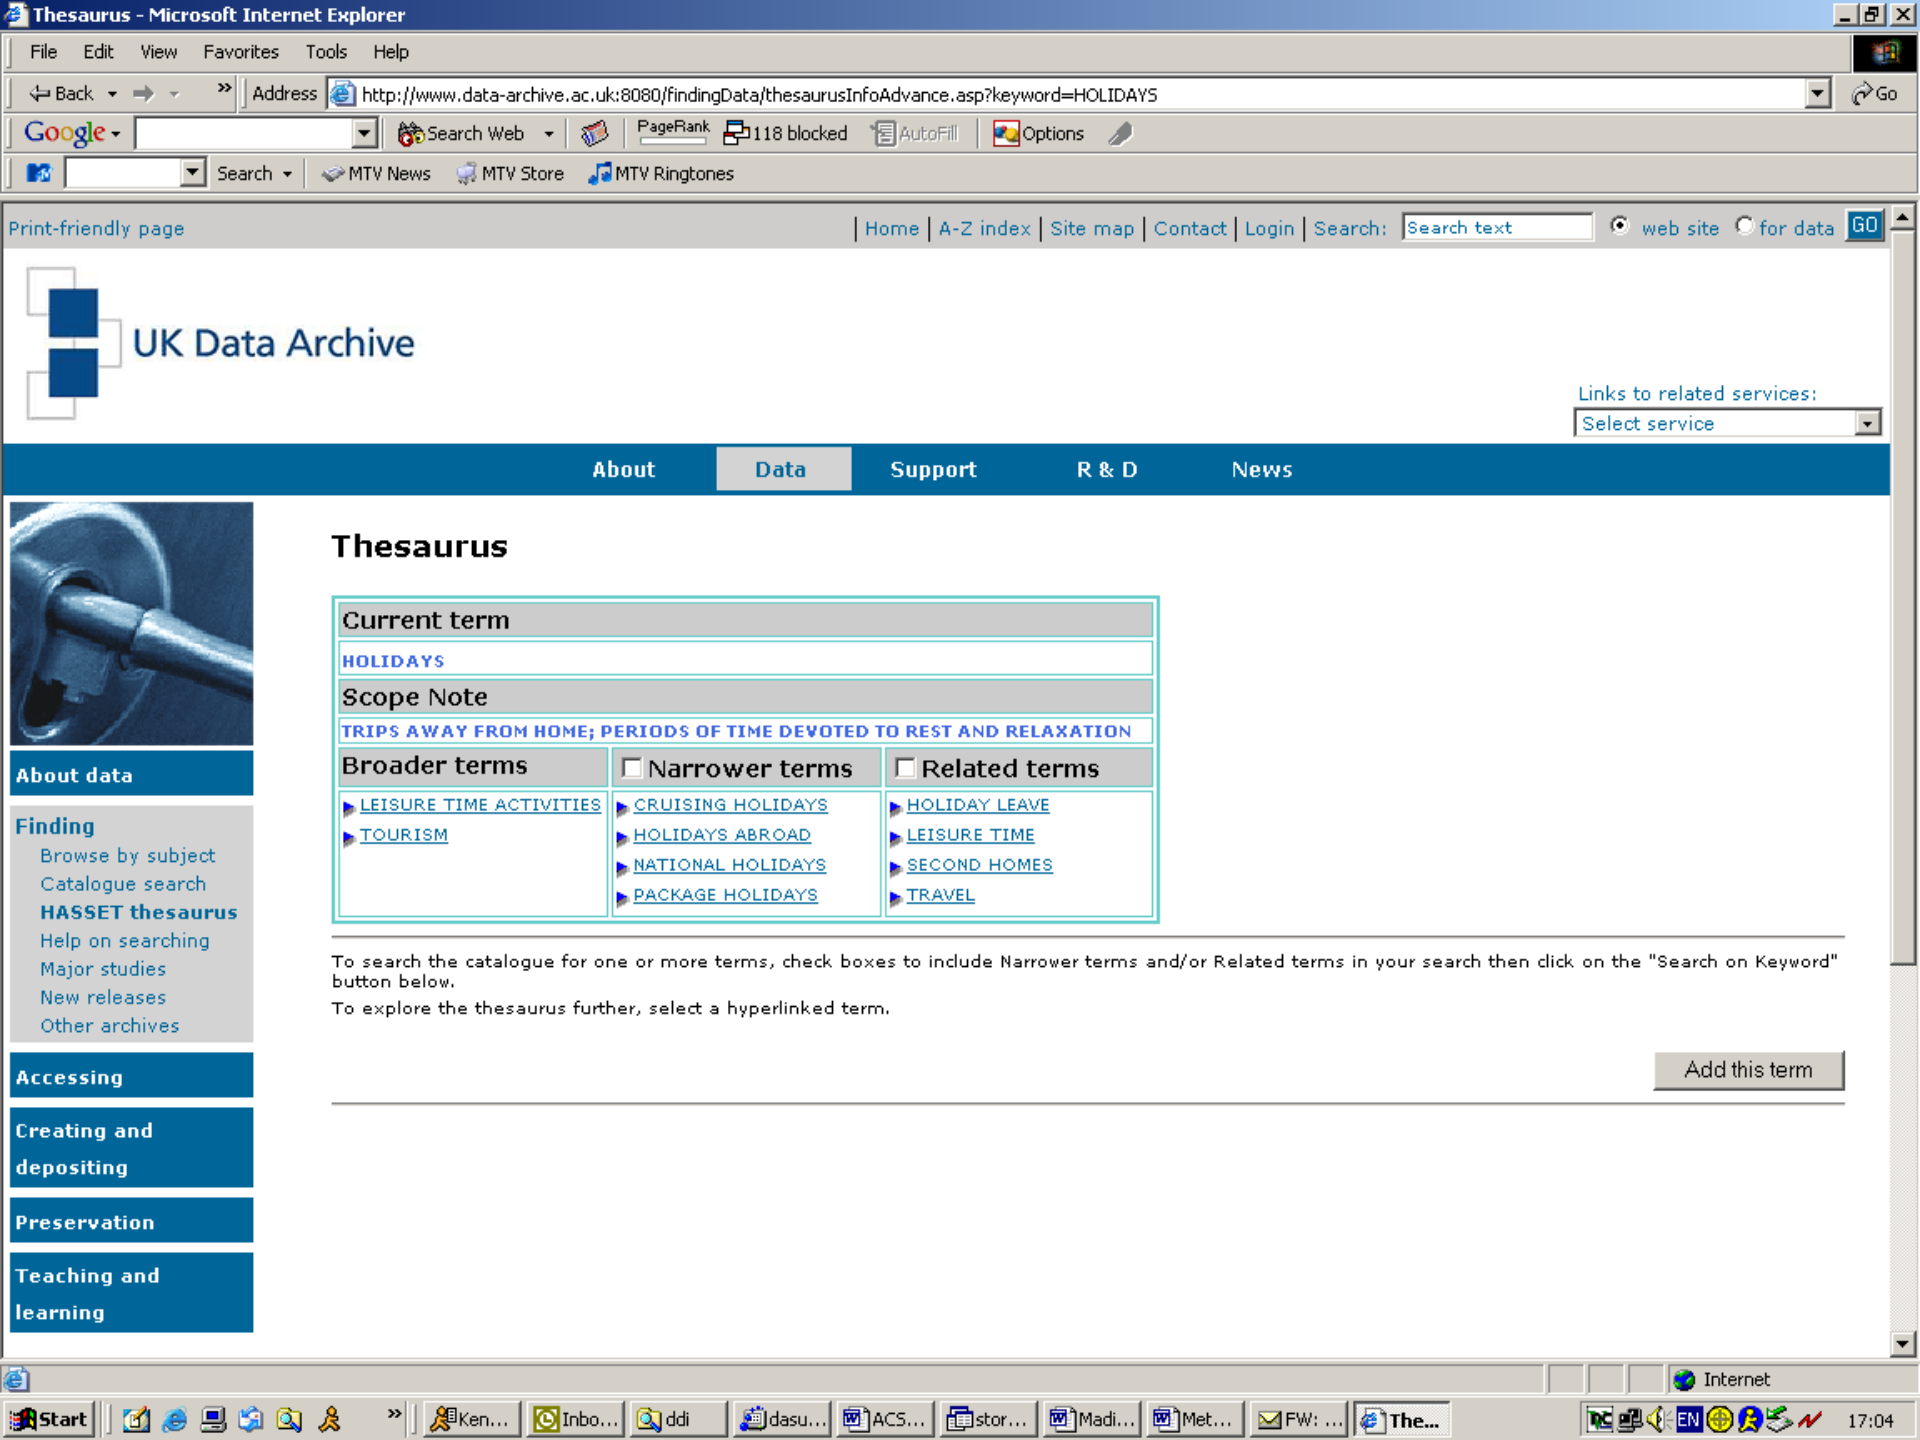 Thesaurus - Microsoft Internet Explorer
File Edit View Favorites Tools Help
Back » Address http://www.data-archive.ac.uk:8080/findingData/thesaurusInfoAdvance.asp?keyword=HOLIDAYS Go
Google Search Web PageRank 118 blocked AutoFill Options
Search MTV News MTV Store MTV Ringtones
Print-friendly page | Home | A-Z index | Site map | Contact | Login | Search: Search text web site for data GO
UK Data Archive
Links to related services:
Select service
About Data Support R & D News
Thesaurus
Current term
HOLIDAYS
Scope Note
TRIPS AWAY FROM HOME; PERIODS OF TIME DEVOTED TO REST AND RELAXATION
Broader terms Narrower terms Related terms
LEISURE TIME ACTIVITIES CRUISING HOLIDAYS HOLIDAY LEAVE
TOURISM HOLIDAYS ABROAD LEISURE TIME
NATIONAL HOLIDAYS SECOND HOMES
PACKAGE HOLIDAYS TRAVEL
To search the catalogue for one or more terms, check boxes to include Narrower terms and/or Related terms in your search then click on the "Search on Keyword"
button below.
To explore the thesaurus further, select a hyperlinked term.
Add this term
About data
Finding
Browse by subject
Catalogue search
HASSET thesaurus
Help on searching
Major studies
New releases
Other archives
Accessing
Creating and
depositing
Preservation
Teaching and
learning
Internet
Start » Ken... Inbo... ddi dasu... ACS... stor... Madi... Met... FW: ... The... EN 17:04